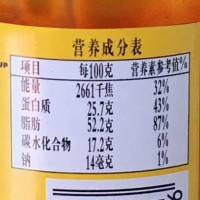 营养成分表
项目 每100克 营养素参考值%
能量 2661千焦 32%
蛋白质 25.7克 43%
脂肪 52.2克 87%
碳水化合物 17.2克 6%
钠 14毫克 1%